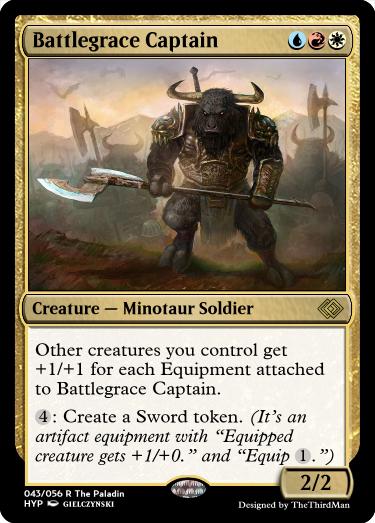 Battlegrace Captain
Creature — Minotaur Soldier
Other creatures you control get
+1/+1 for each Equipment attached
to Battlegrace Captain.
4: Create a Sword token. (It's an
artifact equipment with “Equipped
creature gets +1/+0.” and “Equip 1.”)
2/2
043/056 R The Paladin
HYP GIELCZYNSKI
Designed by TheThirdMan